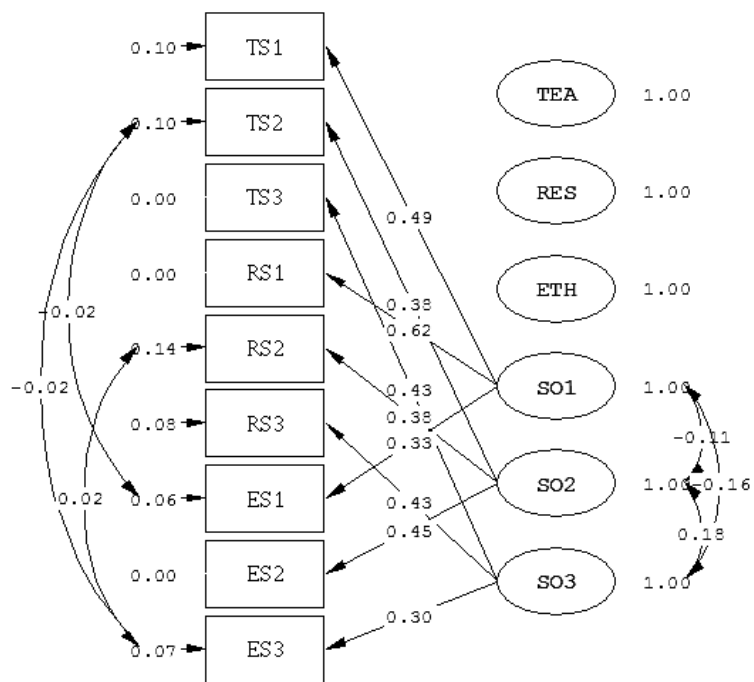 0.10 TS1
TEA 1.00
0.10 TS2
0.00 TS3
RES 1.00
0.49
0.00 RS1
ETH 1.00
0.38
-0.02
0.62
0.14 RS2
-0.02
SO1 1.00
0.43
0.38
0.08 RS3
0.33
-0.11
SO2 1.00
-0.16
0.02
0.06 ES1
0.43
0.45
0.18
0.00 ES2
SO3 1.00
0.30
0.07 ES3